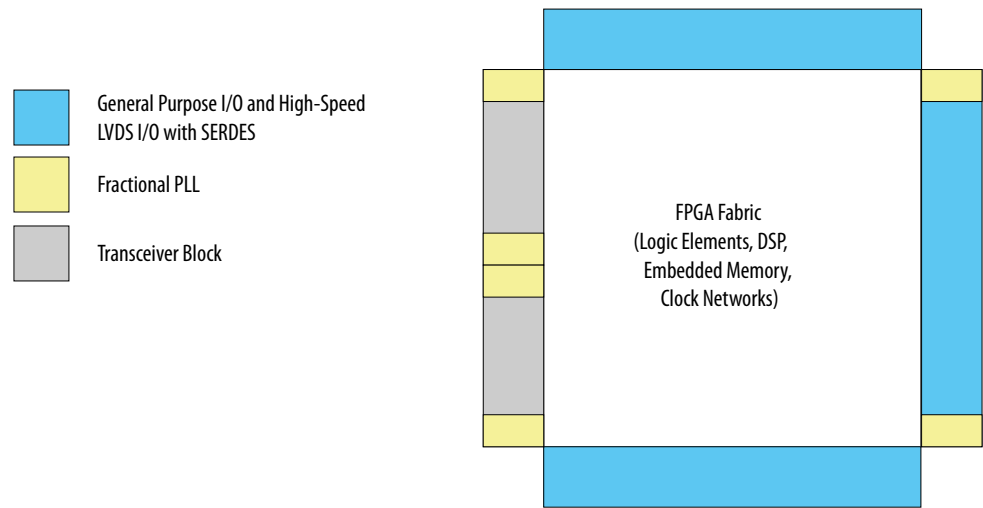 General Purpose I/O and High-Speed
LVDS I/O with SERDES
Fractional PLL
Transceiver Block
FPGA Fabric
(Logic Elements, DSP,
Embedded Memory,
Clock Networks)